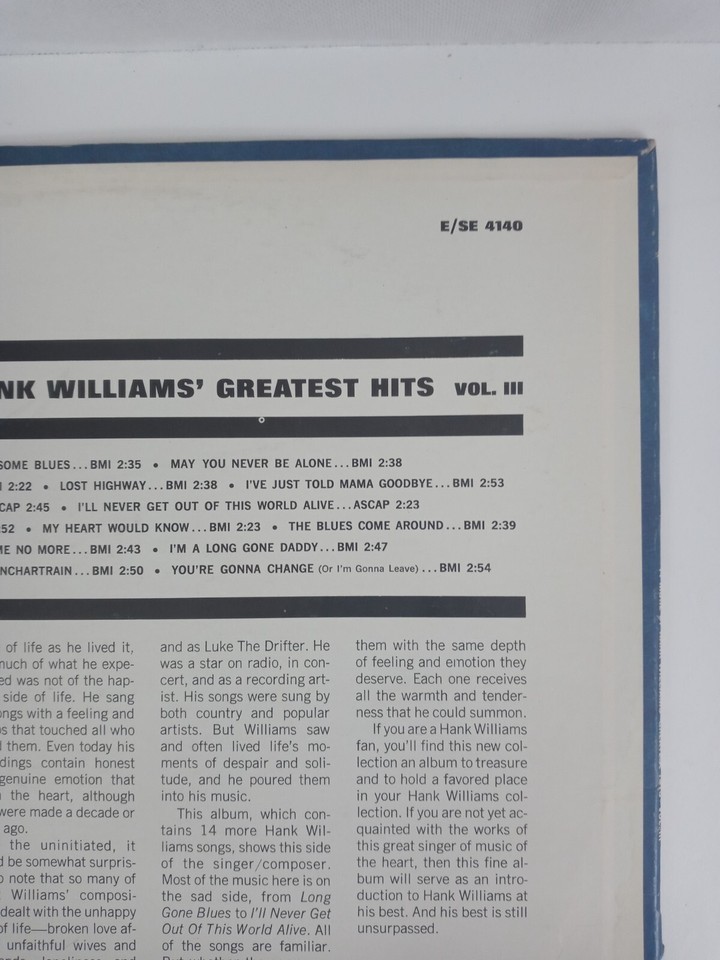 E/SE 4140
NK WILLIAMS' GREATEST HITS VOL. III
SOME BLUES...BMI 2:35 • MAY YOU NEVER BE ALONE...BMI 2:38
2:22 • LOST HIGHWAY...BMI 2:38 • I'VE JUST TOLD MAMA GOODBYE...BMI 2:53
CAP 2:45 • I'LL NEVER GET OUT OF THIS WORLD ALIVE...ASCAP 2:23
:52 • MY HEART WOULD KNOW...BMI 2:23 • THE BLUES COME AROUND...BMI 2:39
ME NO MORE...BMI 2:43 • I'M A LONG GONE DADDY...BMI 2:47
NCHARTRAIN...BMI 2:50 • YOU'RE GONNA CHANGE (Or I'm Gonna Leave)...BMI 2:54
of life as he lived it,
much of what he expe-
ed was not of the hap-
side of life. He sang
ongs with a feeling and
s that touched all who
them. Even today his
dings contain honest
genuine emotion that
the heart, although
were made a decade or
ago.
the uninitiated, it
d be somewhat surpris-
o note that so many of
Williams' composi-
dealt with the unhappy
of life—broken love af-
unfaithful wives and
and as Luke The Drifter. He
was a star on radio, in con-
cert, and as a recording art-
ist. His songs were sung by
both country and popular
artists. But Williams saw
and often lived life's mo-
ments of despair and soli-
tude, and he poured them
into his music.
This album, which con-
tains 14 more Hank Wil-
liams songs, shows this side
of the singer/composer.
Most of the music here is on
the sad side, from Long
Gone Blues to I'll Never Get
Out Of This World Alive. All
of the songs are familiar.
them with the same depth
of feeling and emotion they
deserve. Each one receives
all the warmth and tender-
ness that he could summon.
If you are a Hank Williams
fan, you'll find this new col-
lection an album to treasure
and to hold a favored place
in your Hank Williams col-
lection. If you are not yet ac-
quainted with the works of
this great singer of music of
the heart, then this fine al-
bum will serve as an intro-
duction to Hank Williams at
his best. And his best is still
unsurpassed.